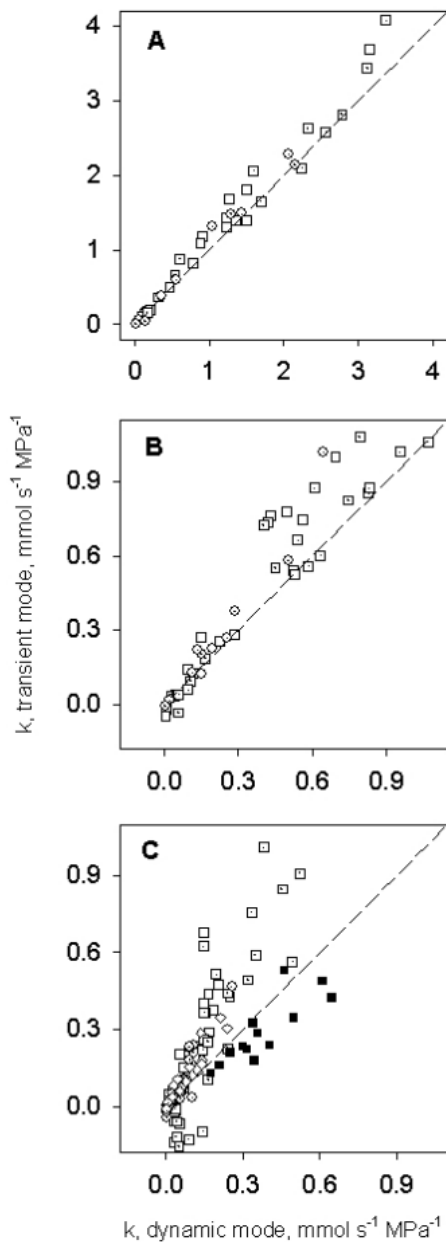 A
4
3
2
1
0
0 1 2 3 4
B
0.9
0.6
0.3
0.0
0.0 0.3 0.6 0.9
C
0.9
0.6
0.3
0.0
0.0 0.3 0.6 0.9
k, transient mode, mmol s⁻¹ MPa⁻¹
k, dynamic mode, mmol s⁻¹ MPa⁻¹